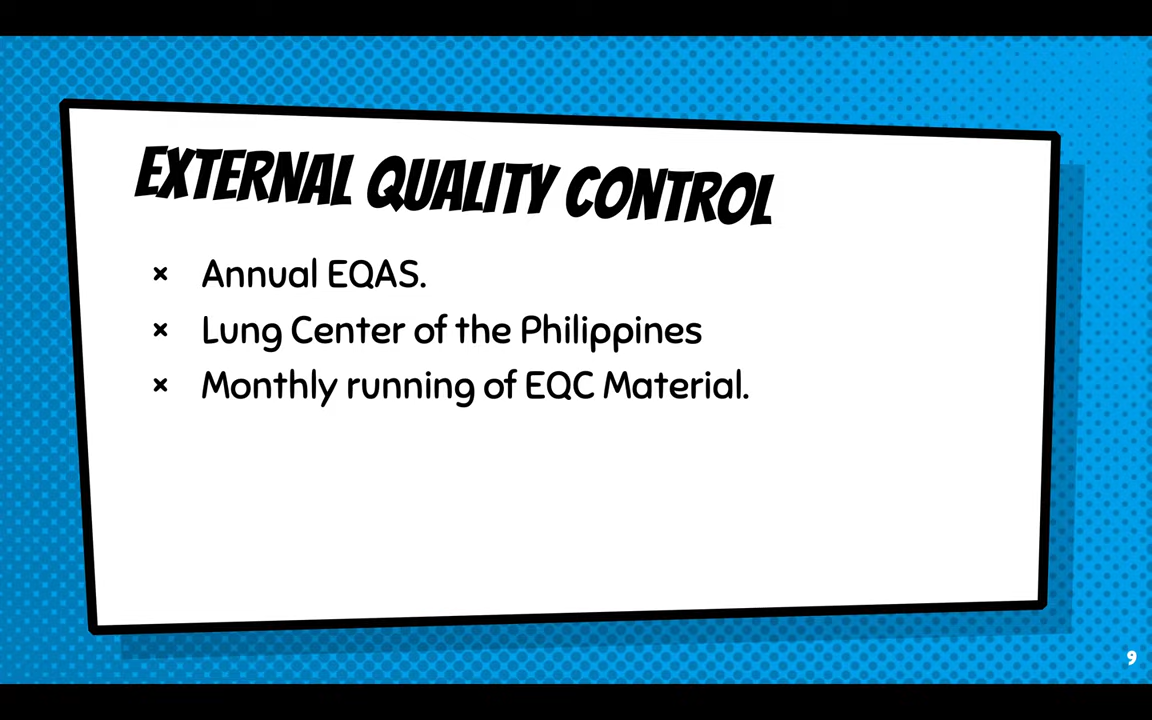 EXTERNAL QUALITY CONTROL
× Annual EQAS.
× Lung Center of the Philippines
× Monthly running of EQC Material.
9